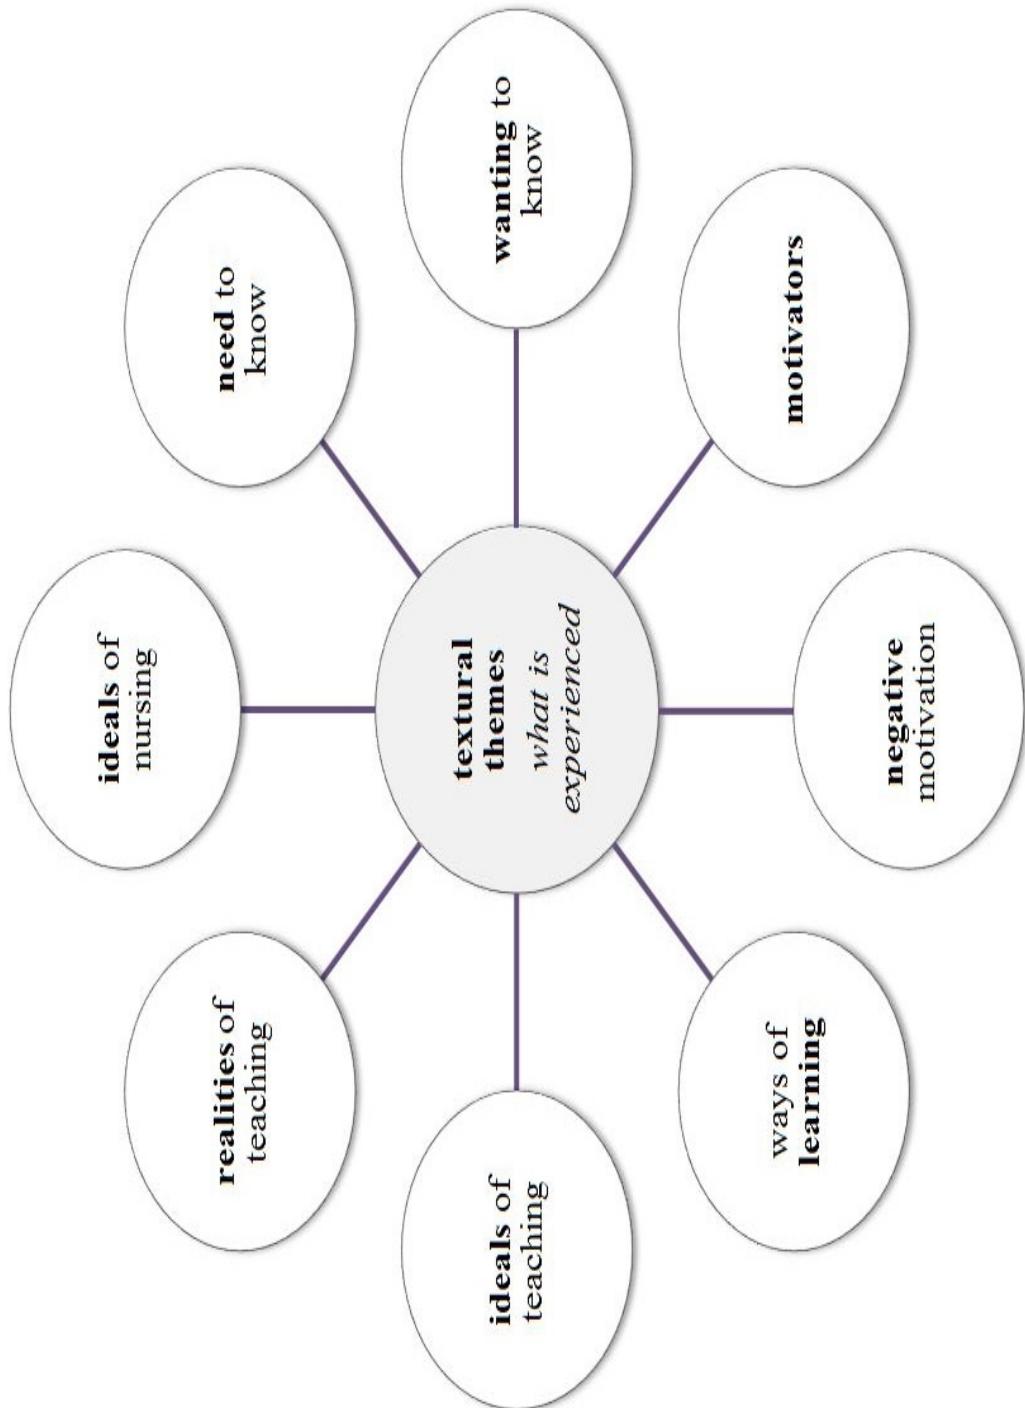 ideals of
nursing
realities of
teaching
need to
know
ideals of
teaching
textural
themes
what is
experienced
wanting to
know
ways of
learning
motivators
negative
motivation